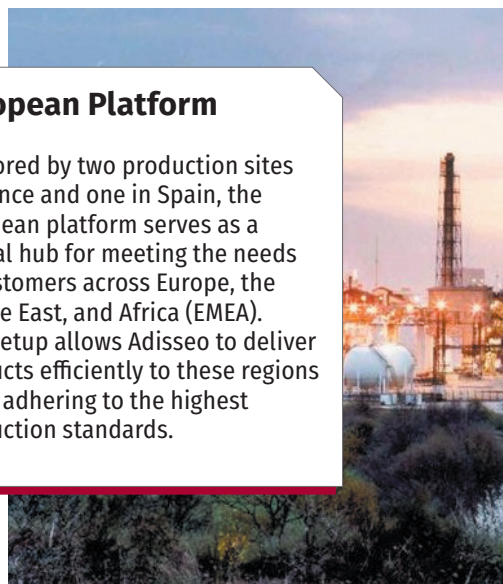 opean Platform
ored by two production sites
nce and one in Spain, the
ean platform serves as a
al hub for meeting the needs
stomers across Europe, the
e East, and Africa (EMEA).
etup allows Adisseo to deliver
ucts efficiently to these regions
adhering to the highest
uction standards.